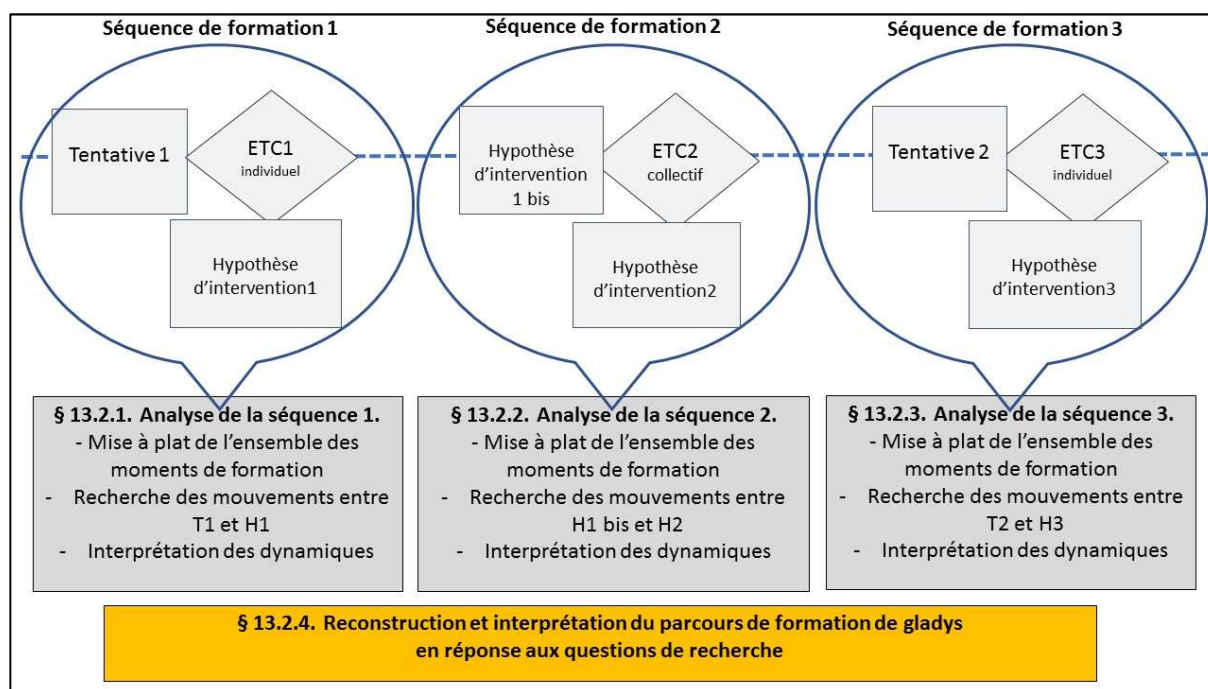 Séquence de formation 1
Séquence de formation 2
Séquence de formation 3
Tentative 1
ETC1
individuel
Hypothèse
d'intervention1
Hypothèse
d'intervention
1 bis
ETC2
collectif
Hypothèse
d'intervention2
Tentative 2
ETC3
individuel
Hypothèse
d'intervention3
§ 13.2.1. Analyse de la séquence 1.
- Mise à plat de l'ensemble des
moments de formation
- Recherche des mouvements entre
T1 et H1
- Interprétation des dynamiques
§ 13.2.2. Analyse de la séquence 2.
- Mise à plat de l'ensemble des
moments de formation
- Recherche des mouvements entre
H1 bis et H2
- Interprétation des dynamiques
§ 13.2.3. Analyse de la séquence 3.
- Mise à plat de l'ensemble des
moments de formation
- Recherche des mouvements entre
T2 et H3
- Interprétation des dynamiques
§ 13.2.4. Reconstruction et interprétation du parcours de formation de gladys
en réponse aux questions de recherche